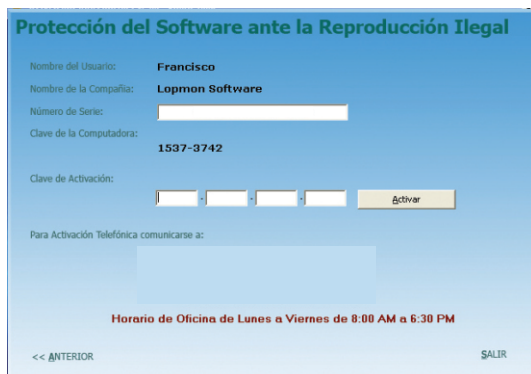 Protección del Software ante la Reproducción Ilegal
Nombre del Usuario: Francisco
Nombre de la Compañia: Lopmon Software
Número de Serie:
Clave de la Computadora:
1537-3742
Clave de Activación:
- - - Activar
Para Activación Telefónica comunicarse a:
Horario de Oficina de Lunes a Viernes de 8:00 AM a 6:30 PM
<< ANTERIOR SALIR